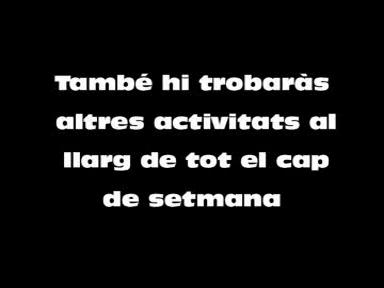 També hi trobaràs
altres activitats al
llarg de tot el cap
de setmana